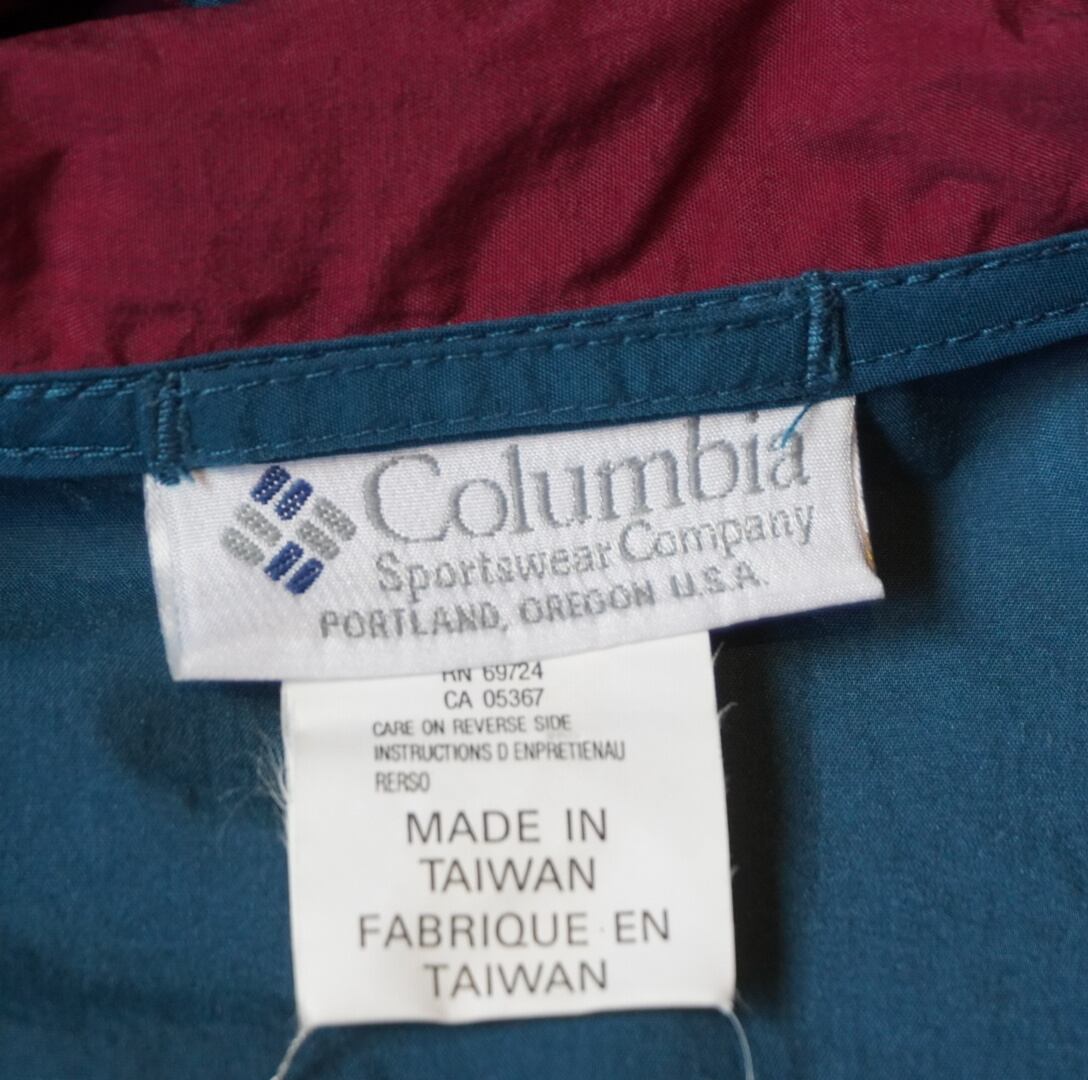 Columbia
Sportswear Company
PORTLAND, OREGON U.S.A.
RN 69724
CA 05367
CARE ON REVERSE SIDE
INSTRUCTIONS D ENPRETIENAU
RERSO
MADE IN
TAIWAN
FABRIQUE EN
TAIWAN